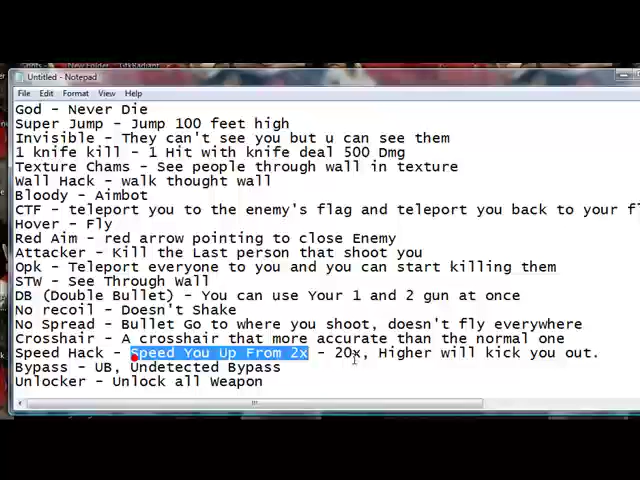 Untitled - Notepad
File Edit Format View Help
God - Never Die
Super Jump - Jump 100 feet high
Invisible - They can't see you but u can see them
1 knife kill - 1 Hit with knife deal 500 Dmg
Texture Chams - See people through wall in texture
Wall Hack - walk thought wall
Bloody - Aimbot
CTF - teleport you to the enemy's flag and teleport you back to your fl
Hover - Fly
Red Aim - red arrow pointing to close Enemy
Attacker - Kill the Last person that shoot you
Opk - Teleport everyone to you and you can start killing them
STW - See Through Wall
DB (Double Bullet) - You can use Your 1 and 2 gun at once
No recoil - Doesn't Shake
No Spread - Bullet Go to where you shoot, doesn't fly everywhere
Crosshair - A crosshair that more accurate than the normal one
Speed Hack - Speed You Up From 2x - 20x, Higher will kick you out.
Bypass - UB, Undetected Bypass
Unlocker - Unlock all Weapon